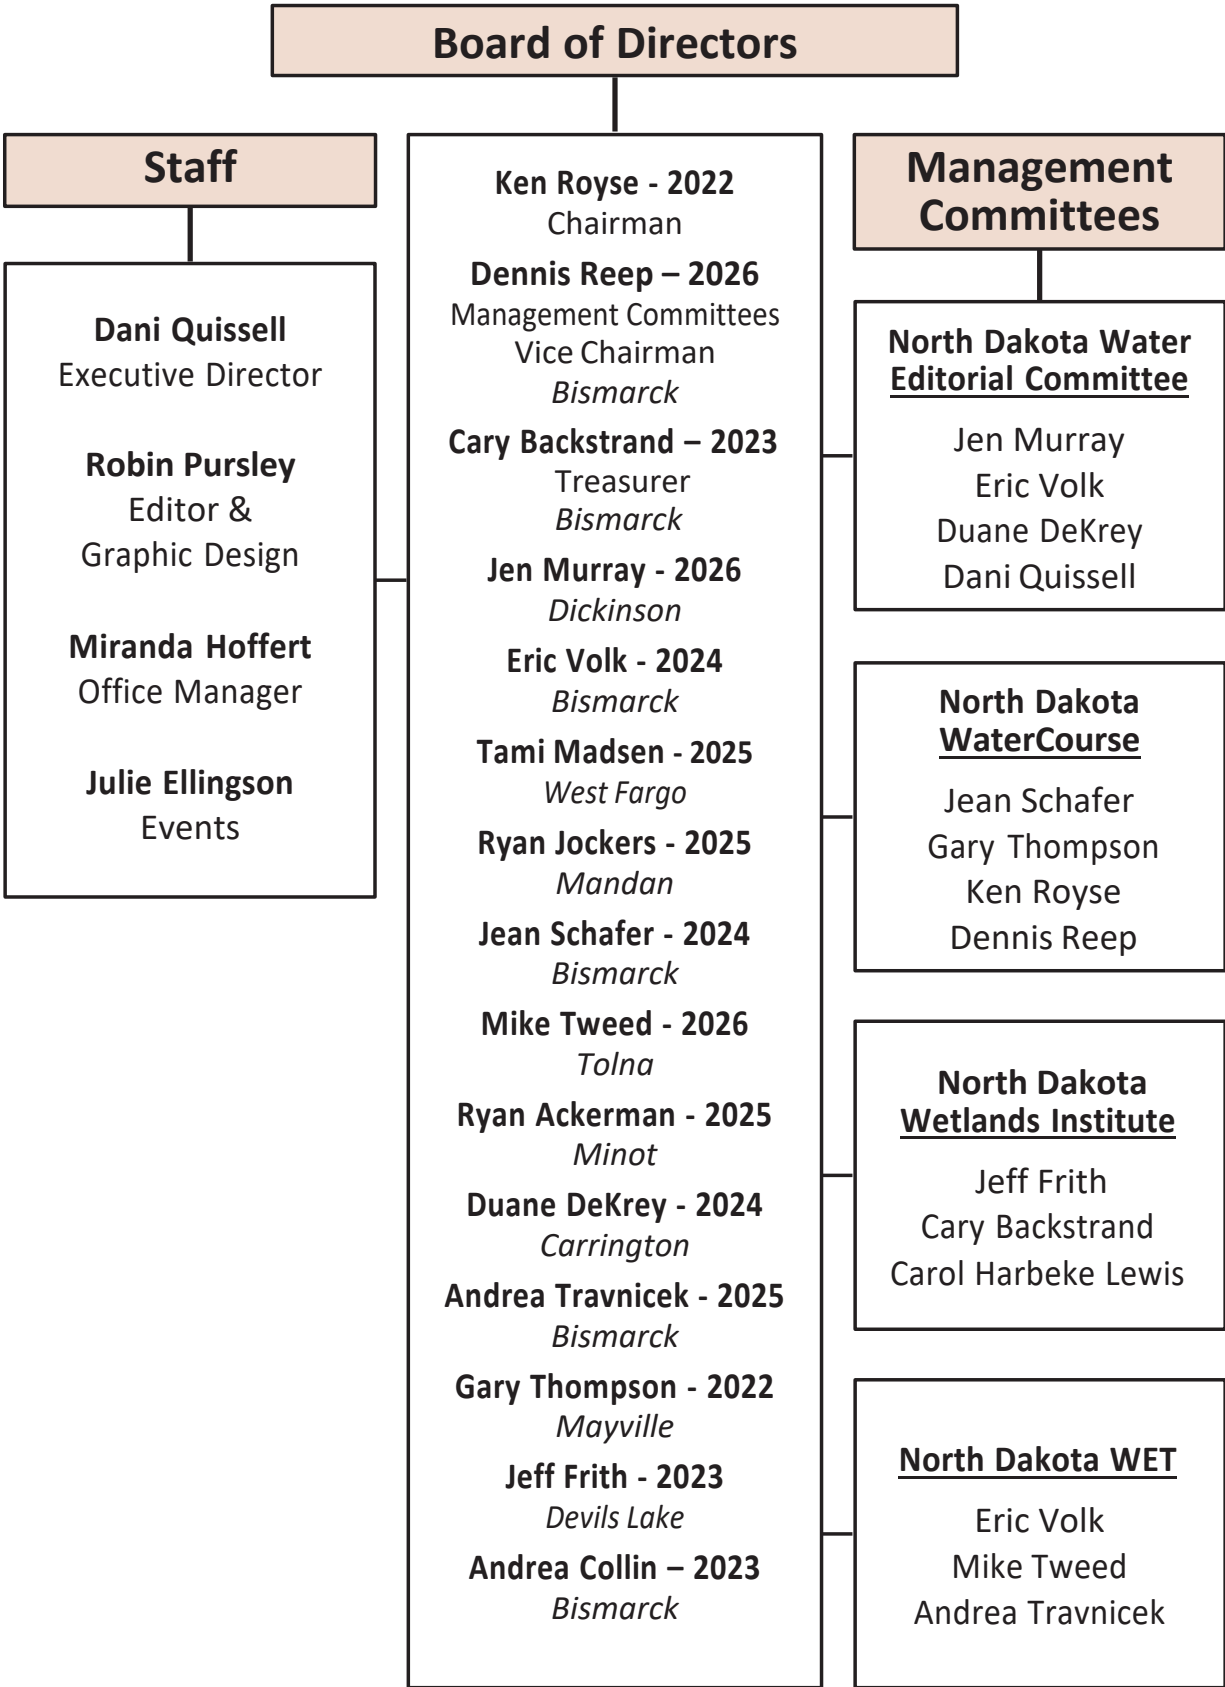 Board of Directors
Staff
Dani Quissell
Executive Director
Robin Pursley
Editor &
Graphic Design
Miranda Hoffert
Office Manager
Julie Ellingson
Events
Ken Royse - 2022
Chairman
Dennis Reep – 2026
Management Committees
Vice Chairman
Bismarck
Cary Backstrand – 2023
Treasurer
Bismarck
Jen Murray - 2026
Dickinson
Eric Volk - 2024
Bismarck
Tami Madsen - 2025
West Fargo
Ryan Jockers - 2025
Mandan
Jean Schafer - 2024
Bismarck
Mike Tweed - 2026
Tolna
Ryan Ackerman - 2025
Minot
Duane DeKrey - 2024
Carrington
Andrea Travnicek - 2025
Bismarck
Gary Thompson - 2022
Mayville
Jeff Frith - 2023
Devils Lake
Andrea Collin – 2023
Bismarck
Management
Committees
North Dakota Water
Editorial Committee
Jen Murray
Eric Volk
Duane DeKrey
Dani Quissell
North Dakota
WaterCourse
Jean Schafer
Gary Thompson
Ken Royse
Dennis Reep
North Dakota
Wetlands Institute
Jeff Frith
Cary Backstrand
Carol Harbeke Lewis
North Dakota WET
Eric Volk
Mike Tweed
Andrea Travnicek